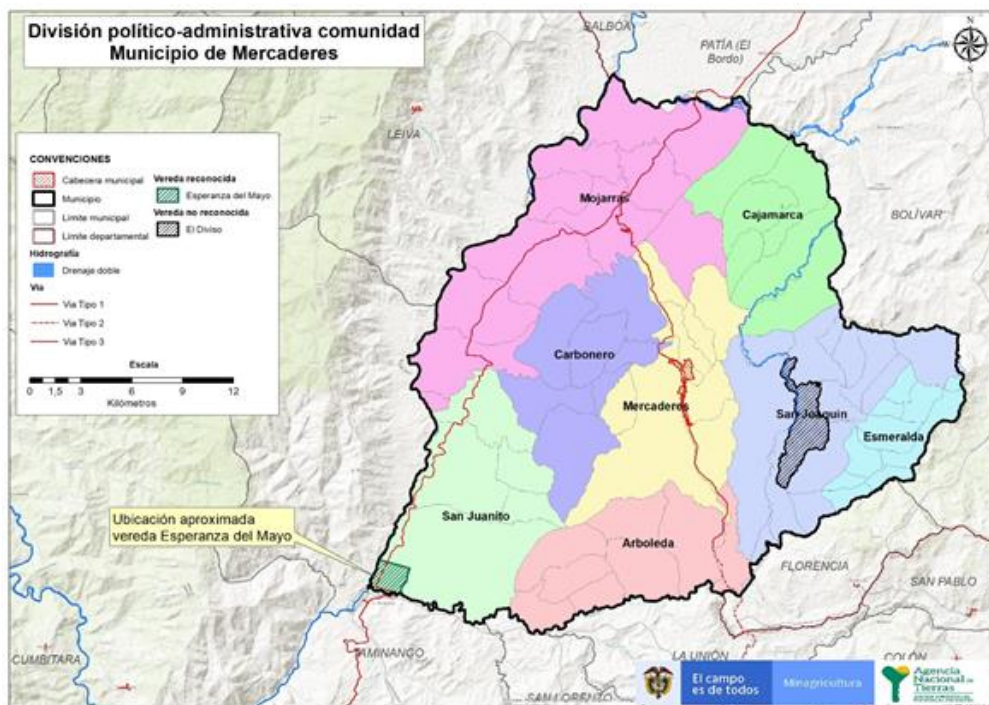 División político-administrativa comunidad
Municipio de Mercaderes
BALBOA
PATÍA (El
Bordo)
N
LEIVA
CONVENCIONES
Cabecera municipal
Municipio
Límite municipal
Límite departamental
Vereda reconocida
Esperanza del Mayo
Vereda no reconocida
El Diviso
Hidrografía
Drenaje doble
Vía
Vía Tipo 1
Vía Tipo 2
Vía Tipo 3
Escala
0 1,5 3 6 9 12
Kilómetros
Mojarras
Cajamarca
BOLÍVAR
Carbonero
Mercaderes
San Joaquin
Esmeralda
Ubicación aproximada
vereda Esperanza del Mayo
San Juanito
Arboleda
FLORENCIA
SAN PABLO
CUMBITARA
TAMINANGO
LA UNIÓN
COLÓN
SAN LORENZO
El campo
es de todos
Minagricultura
Agencia
Nacional de
Tierras